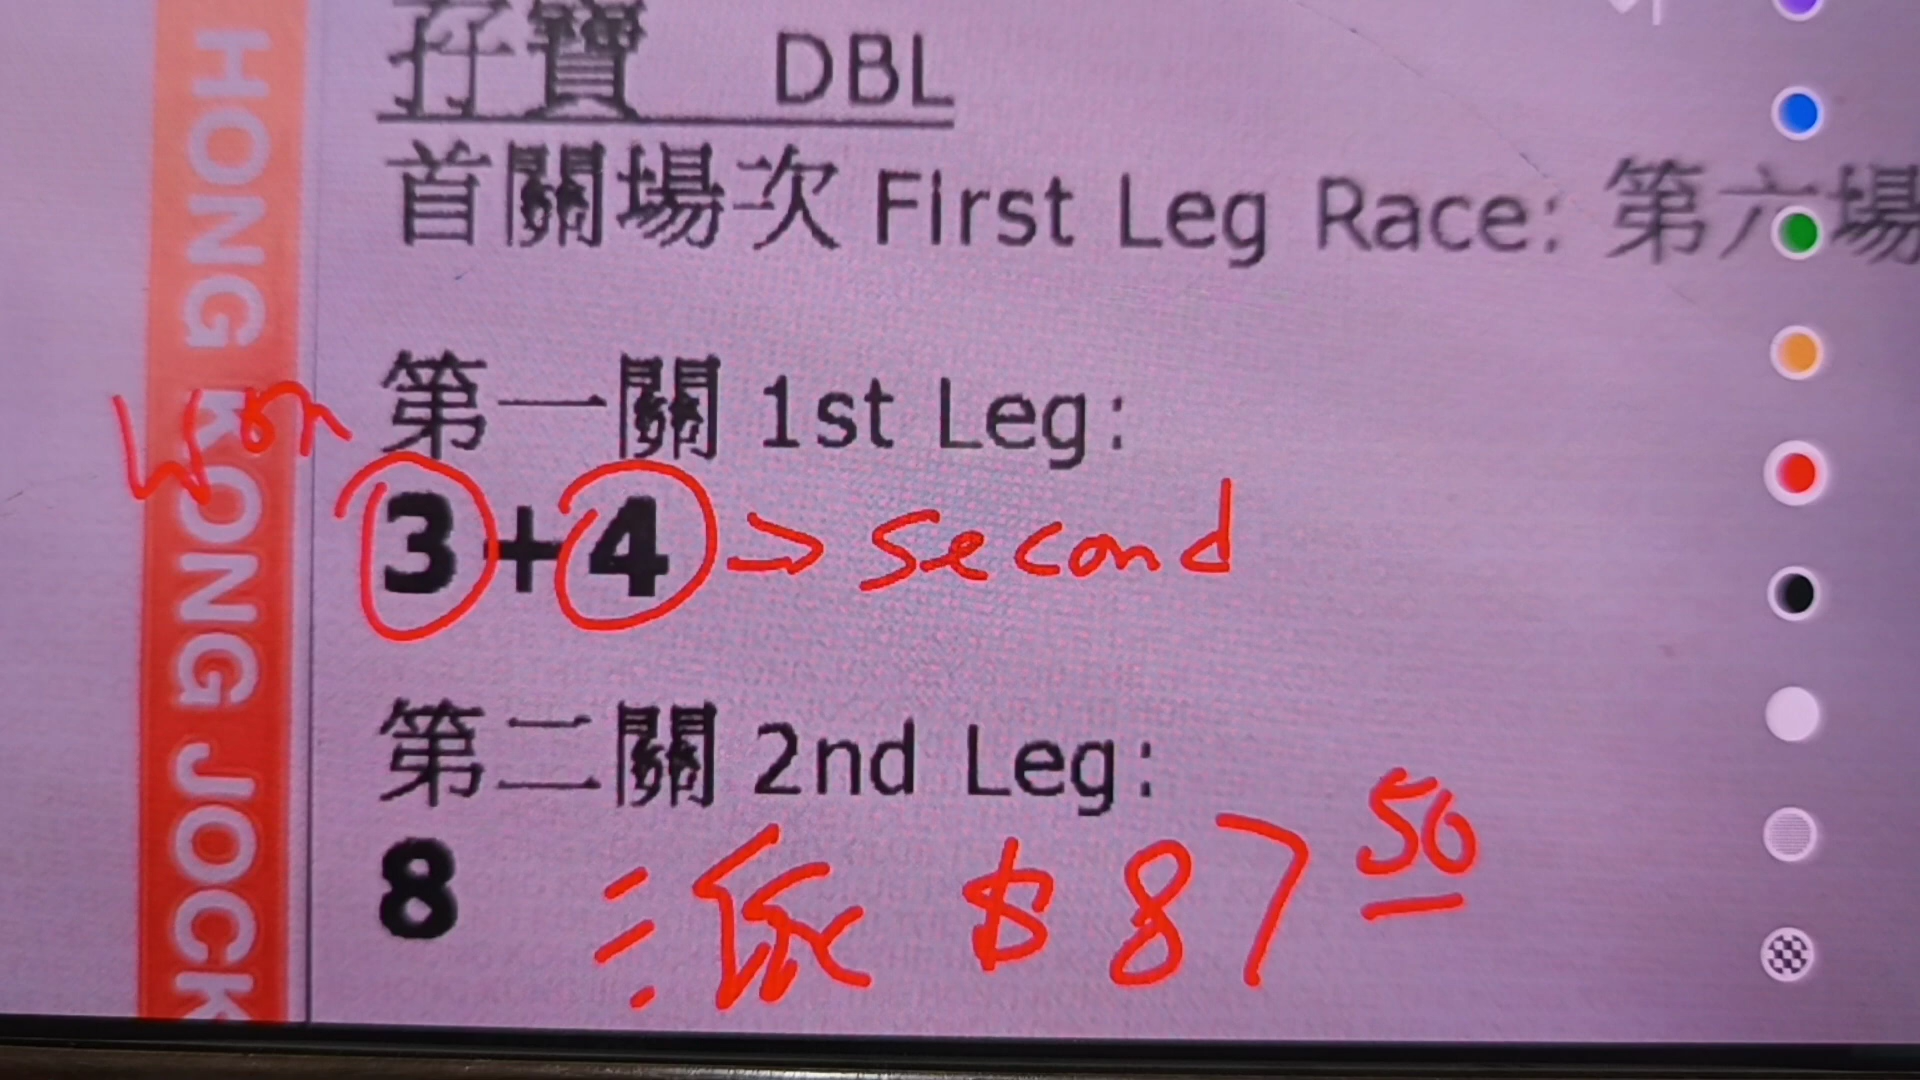 HONG KONG JOCK
孖寶 DBL
首關場次 First Leg Race: 第六場
第一關 1st Leg:
Won
3+4 → second
第二關 2nd Leg:
8
派 $87 50